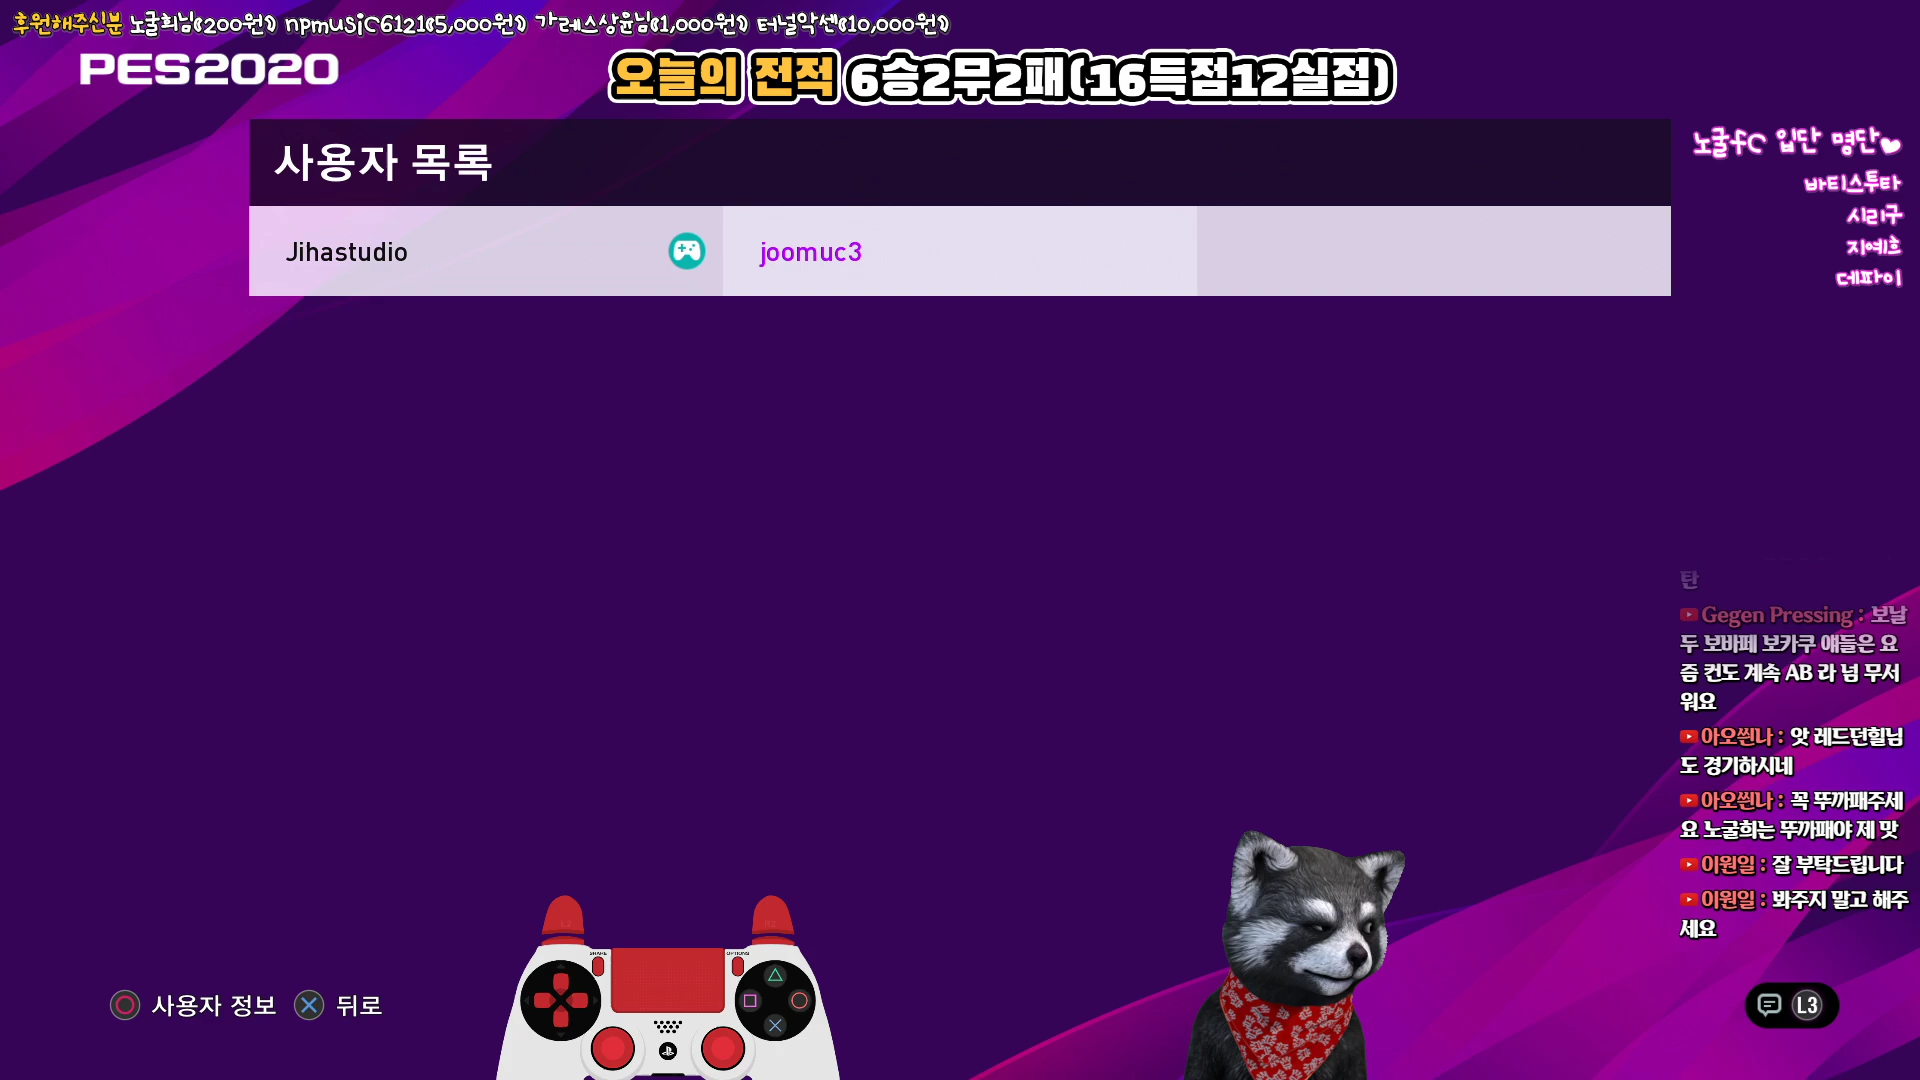 후원해주신분 노굴희님(200원) npmusic6121(5,000원) 가레스상윤님(1,000원) 터널악센(10,000원)
PES2020
오늘의 전적 6승2무2패(16득점12실점)
사용자 목록
Jihastudio
joomuc3
노굴fc 입단 명단
바티스투타
시리구
지예흐
데파이
탄
Gegen Pressing : 보날
두 보바페 보카쿠 얘들은 요
즘 컨도 계속 AB 라 넘 무서
워요
아오씐나 : 앗 레드던힐님
도 경기하시네
아오씐나 : 꼭 뚜까패주세
요 노굴희는 뚜까패야 제 맛
이원일 : 잘 부탁드립니다
이원일 : 봐주지 말고 해주
세요
SHARE
OPTIONS
사용자 정보
뒤로
L3